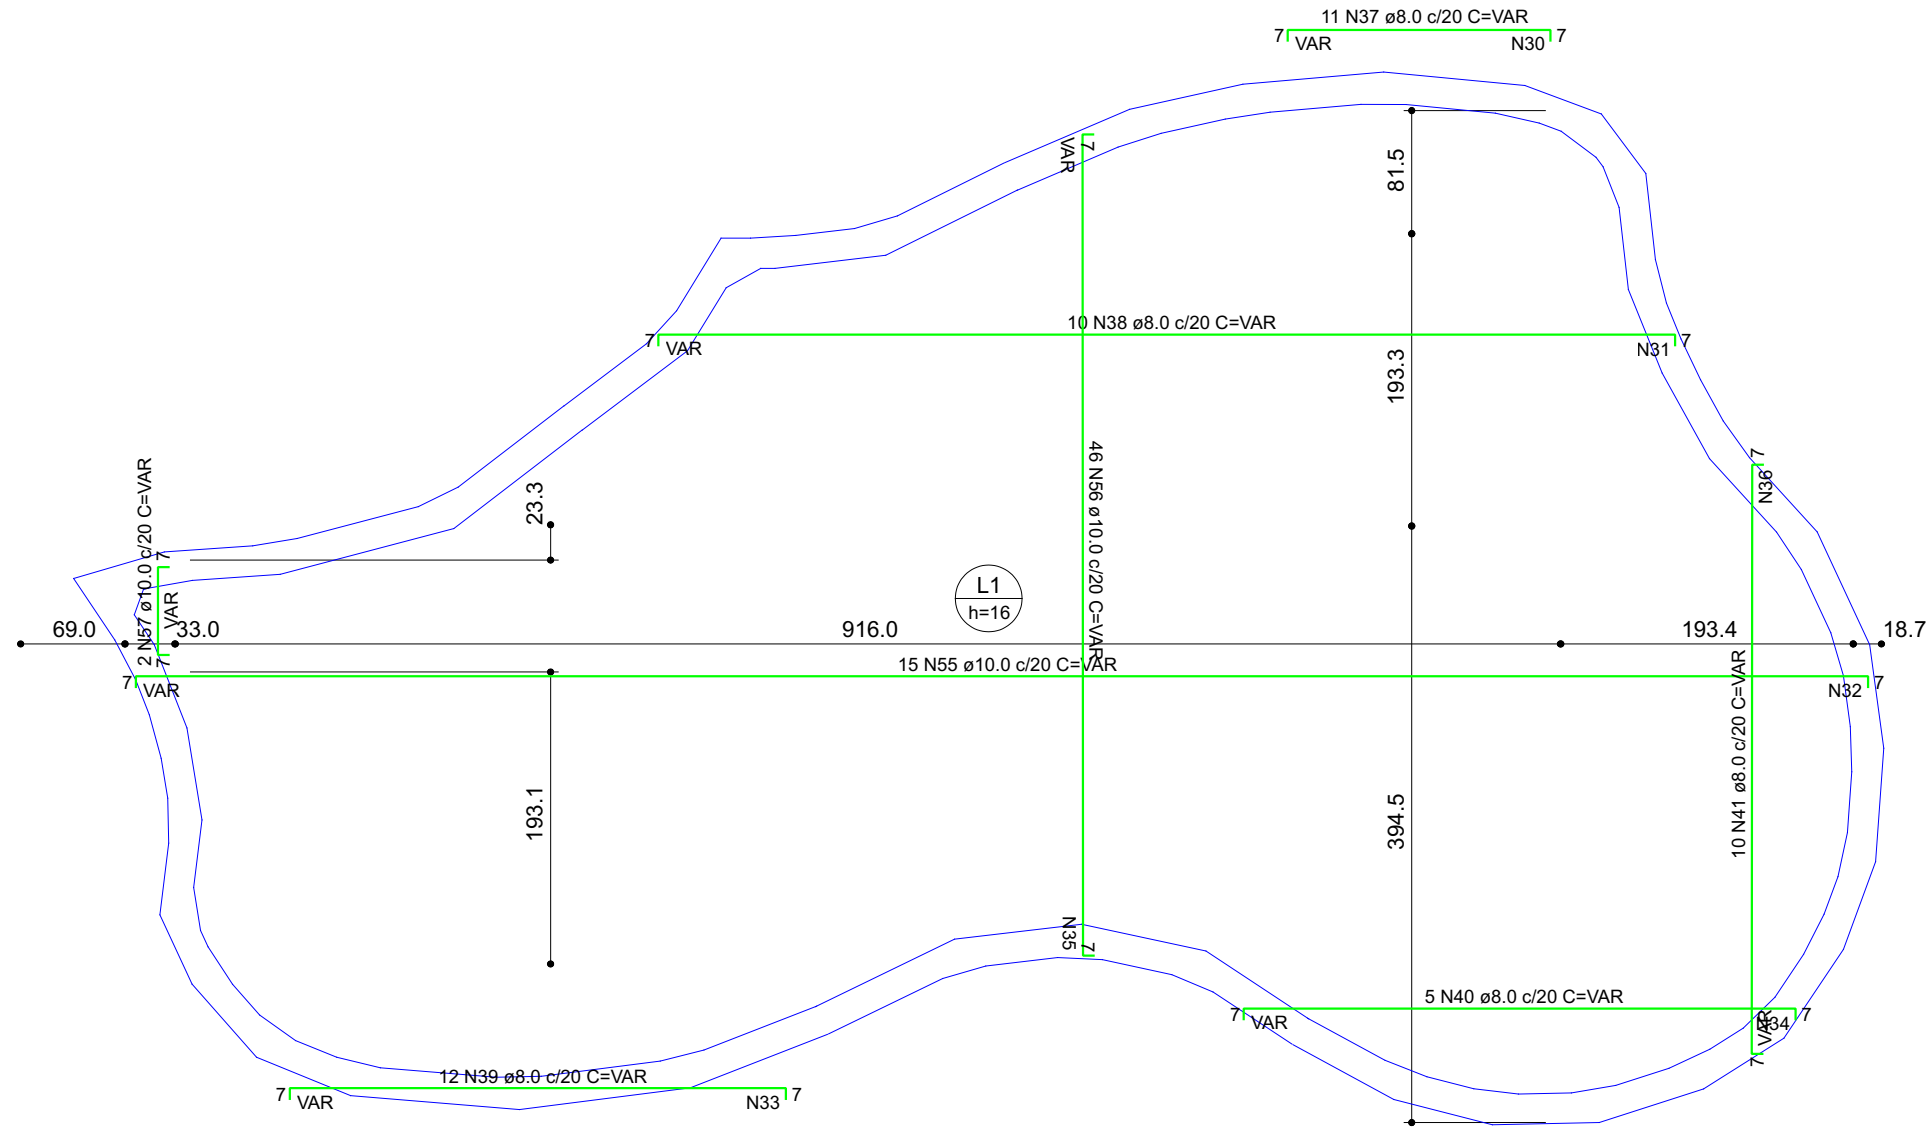 11 N37 ø8.0 c/20 C=VAR
7 VAR N30 7
81.5
7
VAR
10 N38 ø8.0 c/20 C=VAR
7 VAR N31 7
193.3
46 N56 ø10.0 c/20 C=VAR
7
N36
2 N57 ø10.0 c/20 C=VAR
7
VAR
7
23.3
L1
h=16
69.0
33.0
916.0
193.4
18.7
15 N55 ø10.0 c/20 C=VAR
7 VAR N32 7
10 N41 ø8.0 c/20 C=VAR
193.1
394.5
N35
7
5 N40 ø8.0 c/20 C=VAR
7 VAR N34 7
VAR
7
12 N39 ø8.0 c/20 C=VAR
7 VAR N33 7